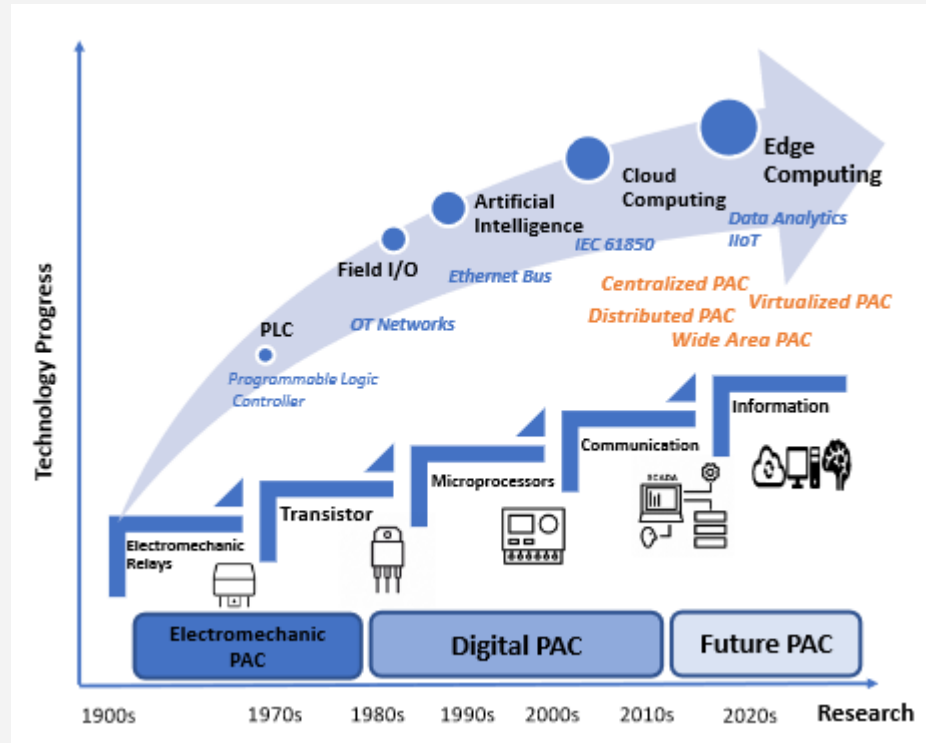 Technology Progress
Edge
Computing
Cloud
Computing
Artificial
Intelligence
Data Analytics
IIoT
IEC 61850
Field I/O
Ethernet Bus
Centralized PAC
Virtualized PAC
Distributed PAC
OT Networks
PLC
Wide Area PAC
Programmable Logic
Controller
Information
Communication
Microprocessors
SCADA
Transistor
Electromechanic
Relays
Electromechanic
PAC
Digital PAC
Future PAC
1900s 1970s 1980s 1990s 2000s 2010s 2020s Research